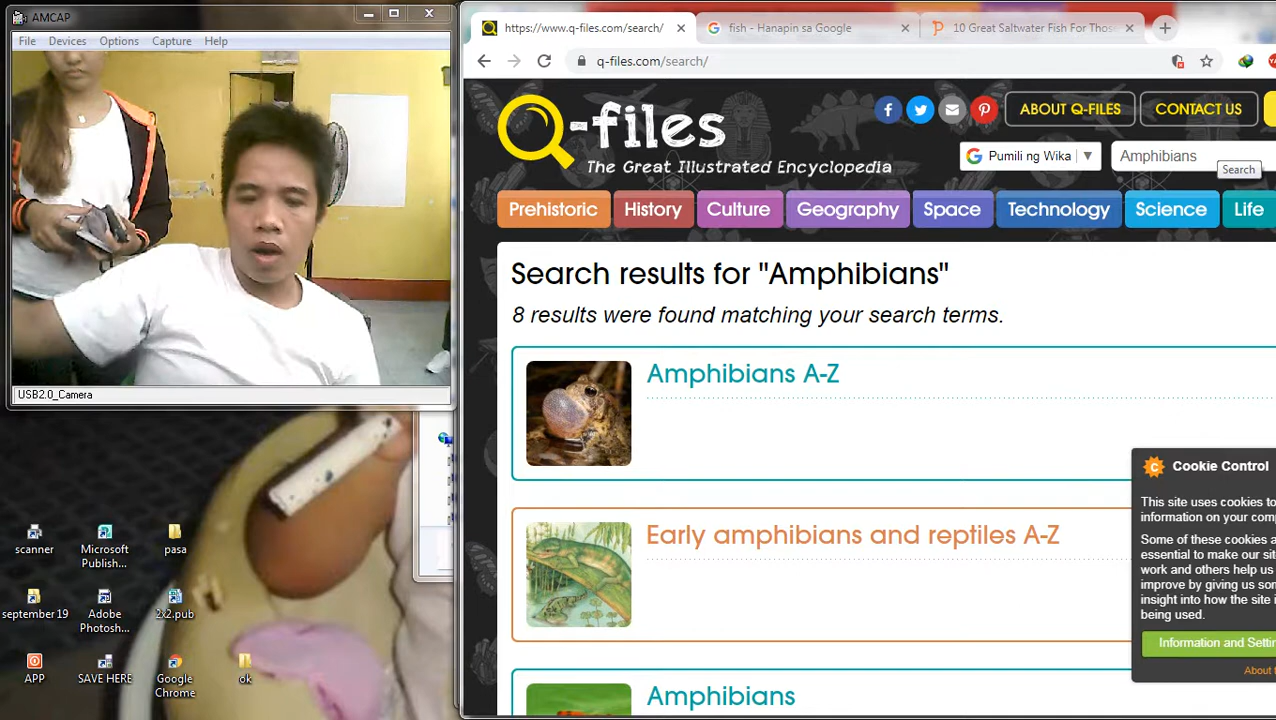 AMCAP
File Devices Options Capture Help
USB2.0_Camera
scanner
Microsoft Publish...
pasa
september 19
Adobe Photosh...
2x2.pub
APP
SAVE HERE
Google Chrome
ok
https://www.q-files.com/search/
fish - Hanapin sa Google
10 Great Saltwater Fish For Those
q-files.com/search/
Q-files
The Great Illustrated Encyclopedia
ABOUT Q-FILES
CONTACT US
Pumili ng Wika
Amphibians
Search
Prehistoric History Culture Geography Space Technology Science Life
Search results for "Amphibians"
8 results were found matching your search terms.
Amphibians A-Z
Early amphibians and reptiles A-Z
Amphibians
Cookie Control
This site uses cookies to
information on your com
Some of these cookies a
essential to make our sit
work and others help us
improve by giving us so
insight into how the site i
being used.
Information and Setti
About